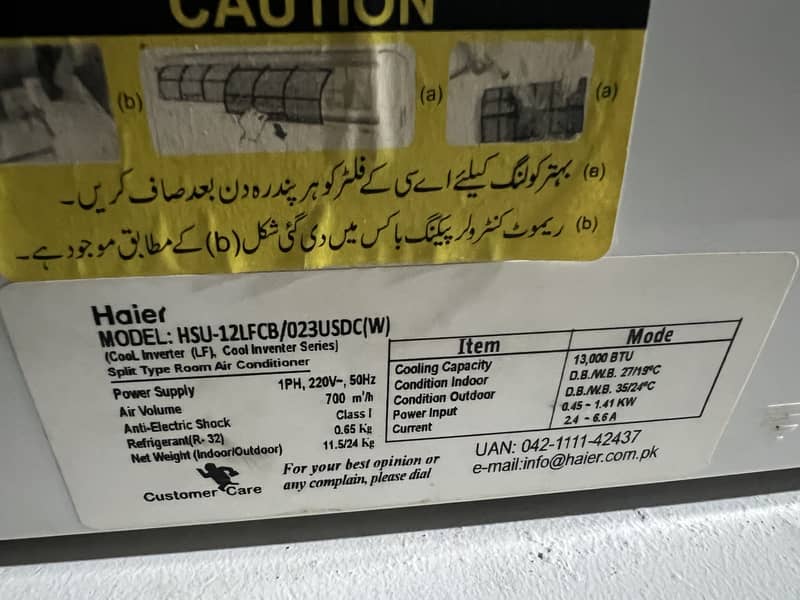 CAUTION
(b)
(a)
(a)
(a) بہتر کولنگ کیلئے اے سی کے فلٹر کو ہر پندرہ دن بعد صاف کریں۔
(b) ریموٹ کنٹرولر پیکنگ باکس میں دی گئی شکل (b) کے مطابق موجود ہے۔
Haier
MODEL: HSU-12LFCB/023USDC(W)
(CooL Inverter (LF), Cool Inventer Series)
Split Type Room Air Conditioner
Power Supply 1PH, 220V~, 50Hz
Air Volume 700 m³/h
Anti-Electric Shock Class I
Refrigerant(R-32) 0.65 Kg
Net Weight (Indoor/Outdoor) 11.5/24 Kg
Item Mode
Cooling Capacity 13,000 BTU
Condition Indoor D.B./W.B. 27/19ºC
Condition Outdoor D.B./W.B. 35/24ºC
Power Input 0.45 - 1.41 KW
Current 2.4 - 6.6 A
Customer Care
For your best opinion or
any complain, please dial
UAN: 042-1111-42437
e-mail:info@haier.com.pk